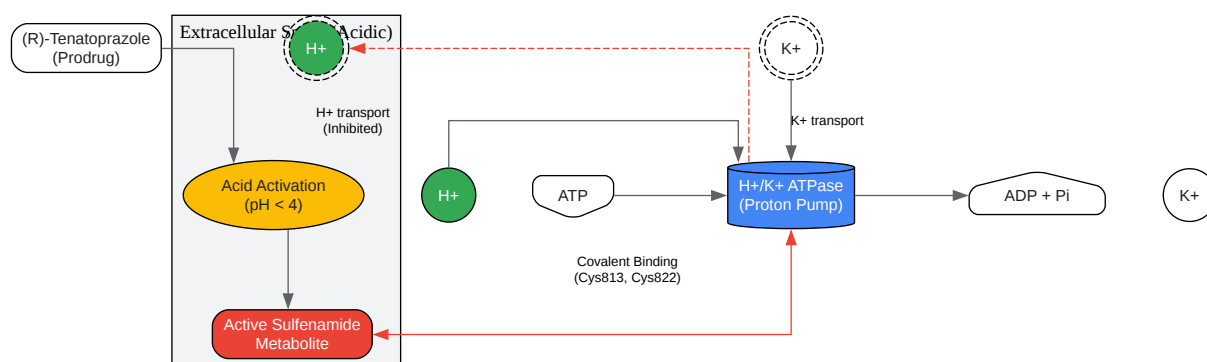 (R)-Tenatoprazole
(Prodrug)
Extracellular S (Acidic)
H+
K+
H+ transport
(Inhibited)
K+ transport
Acid Activation
(pH < 4)
H+
ATP
H+/K+ ATPase
(Proton Pump)
ADP + Pi
K+
Covalent Binding
(Cys813, Cys822)
Active Sulfenamide
Metabolite